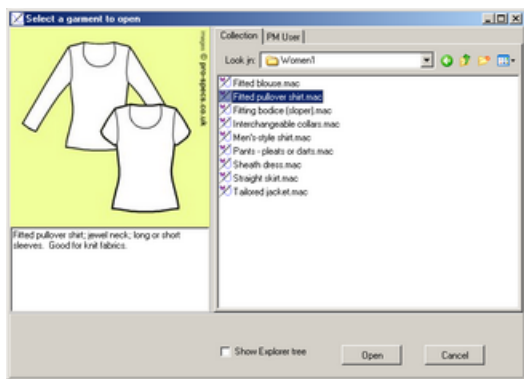 Select a garment to open
images © pro-specs.co.uk
Fitted pullover shirt; jewel neck; long or short
sleeves. Good for knit fabrics.
Collection
PM User
Look in:
Women1
Fitted blouse.mac
Fitted pullover shirt.mac
Fitting bodice (sloper).mac
Interchangeable collars.mac
Men's-style shirt.mac
Pants - pleats or darts.mac
Sheath dress.mac
Straight skirt.mac
Tailored jacket.mac
Show Explorer tree
Open
Cancel